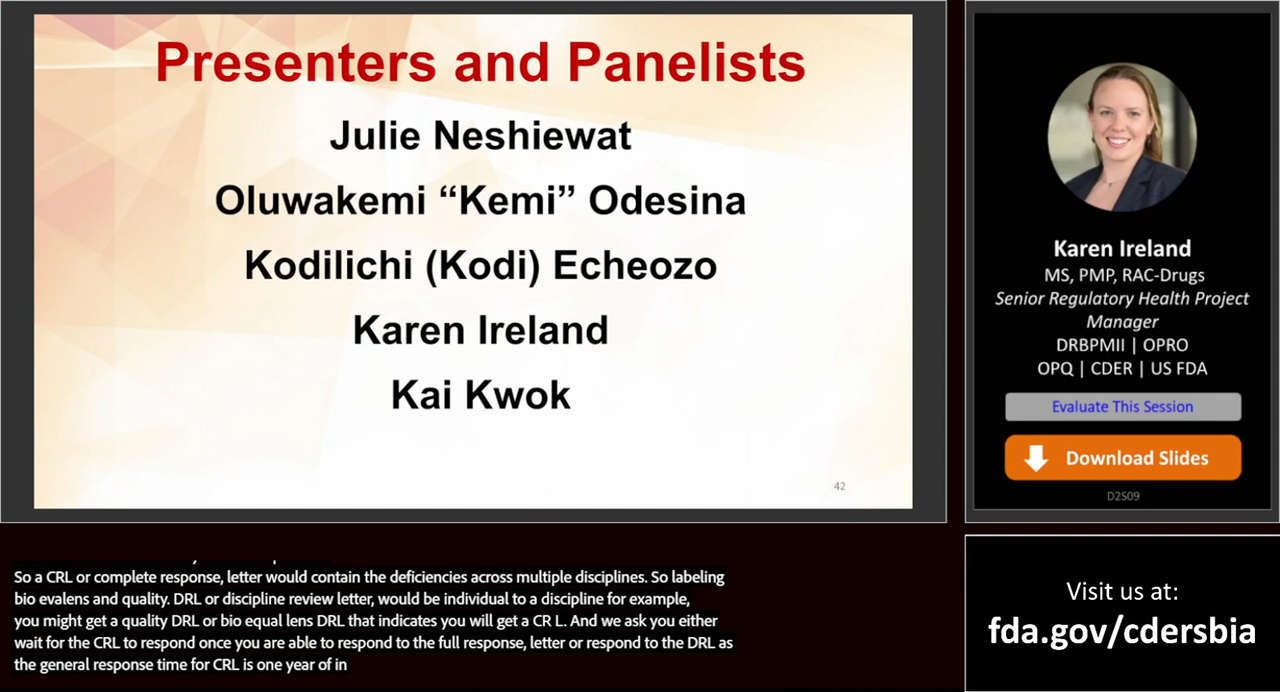 Presenters and Panelists
Julie Neshiewat
Oluwakemi “Kemi” Odesina
Kodilichi (Kodi) Echeozo
Karen Ireland
Kai Kwok
42
Karen Ireland
MS, PMP, RAC-Drugs
Senior Regulatory Health Project
Manager
DRBPMII | OPRO
OPQ | CDER | US FDA
Evaluate This Session
Download Slides
D2S09
So a CRL or complete response, letter would contain the deficiencies across multiple disciplines. So labeling
bio evalens and quality. DRL or discipline review letter, would be individual to a discipline for example,
you might get a quality DRL or bio equal lens DRL that indicates you will get a CR L. And we ask you either
wait for the CRL to respond once you are able to respond to the full response, letter or respond to the DRL as
the general response time for CRL is one year of in
Visit us at:
fda.gov/cdersbia